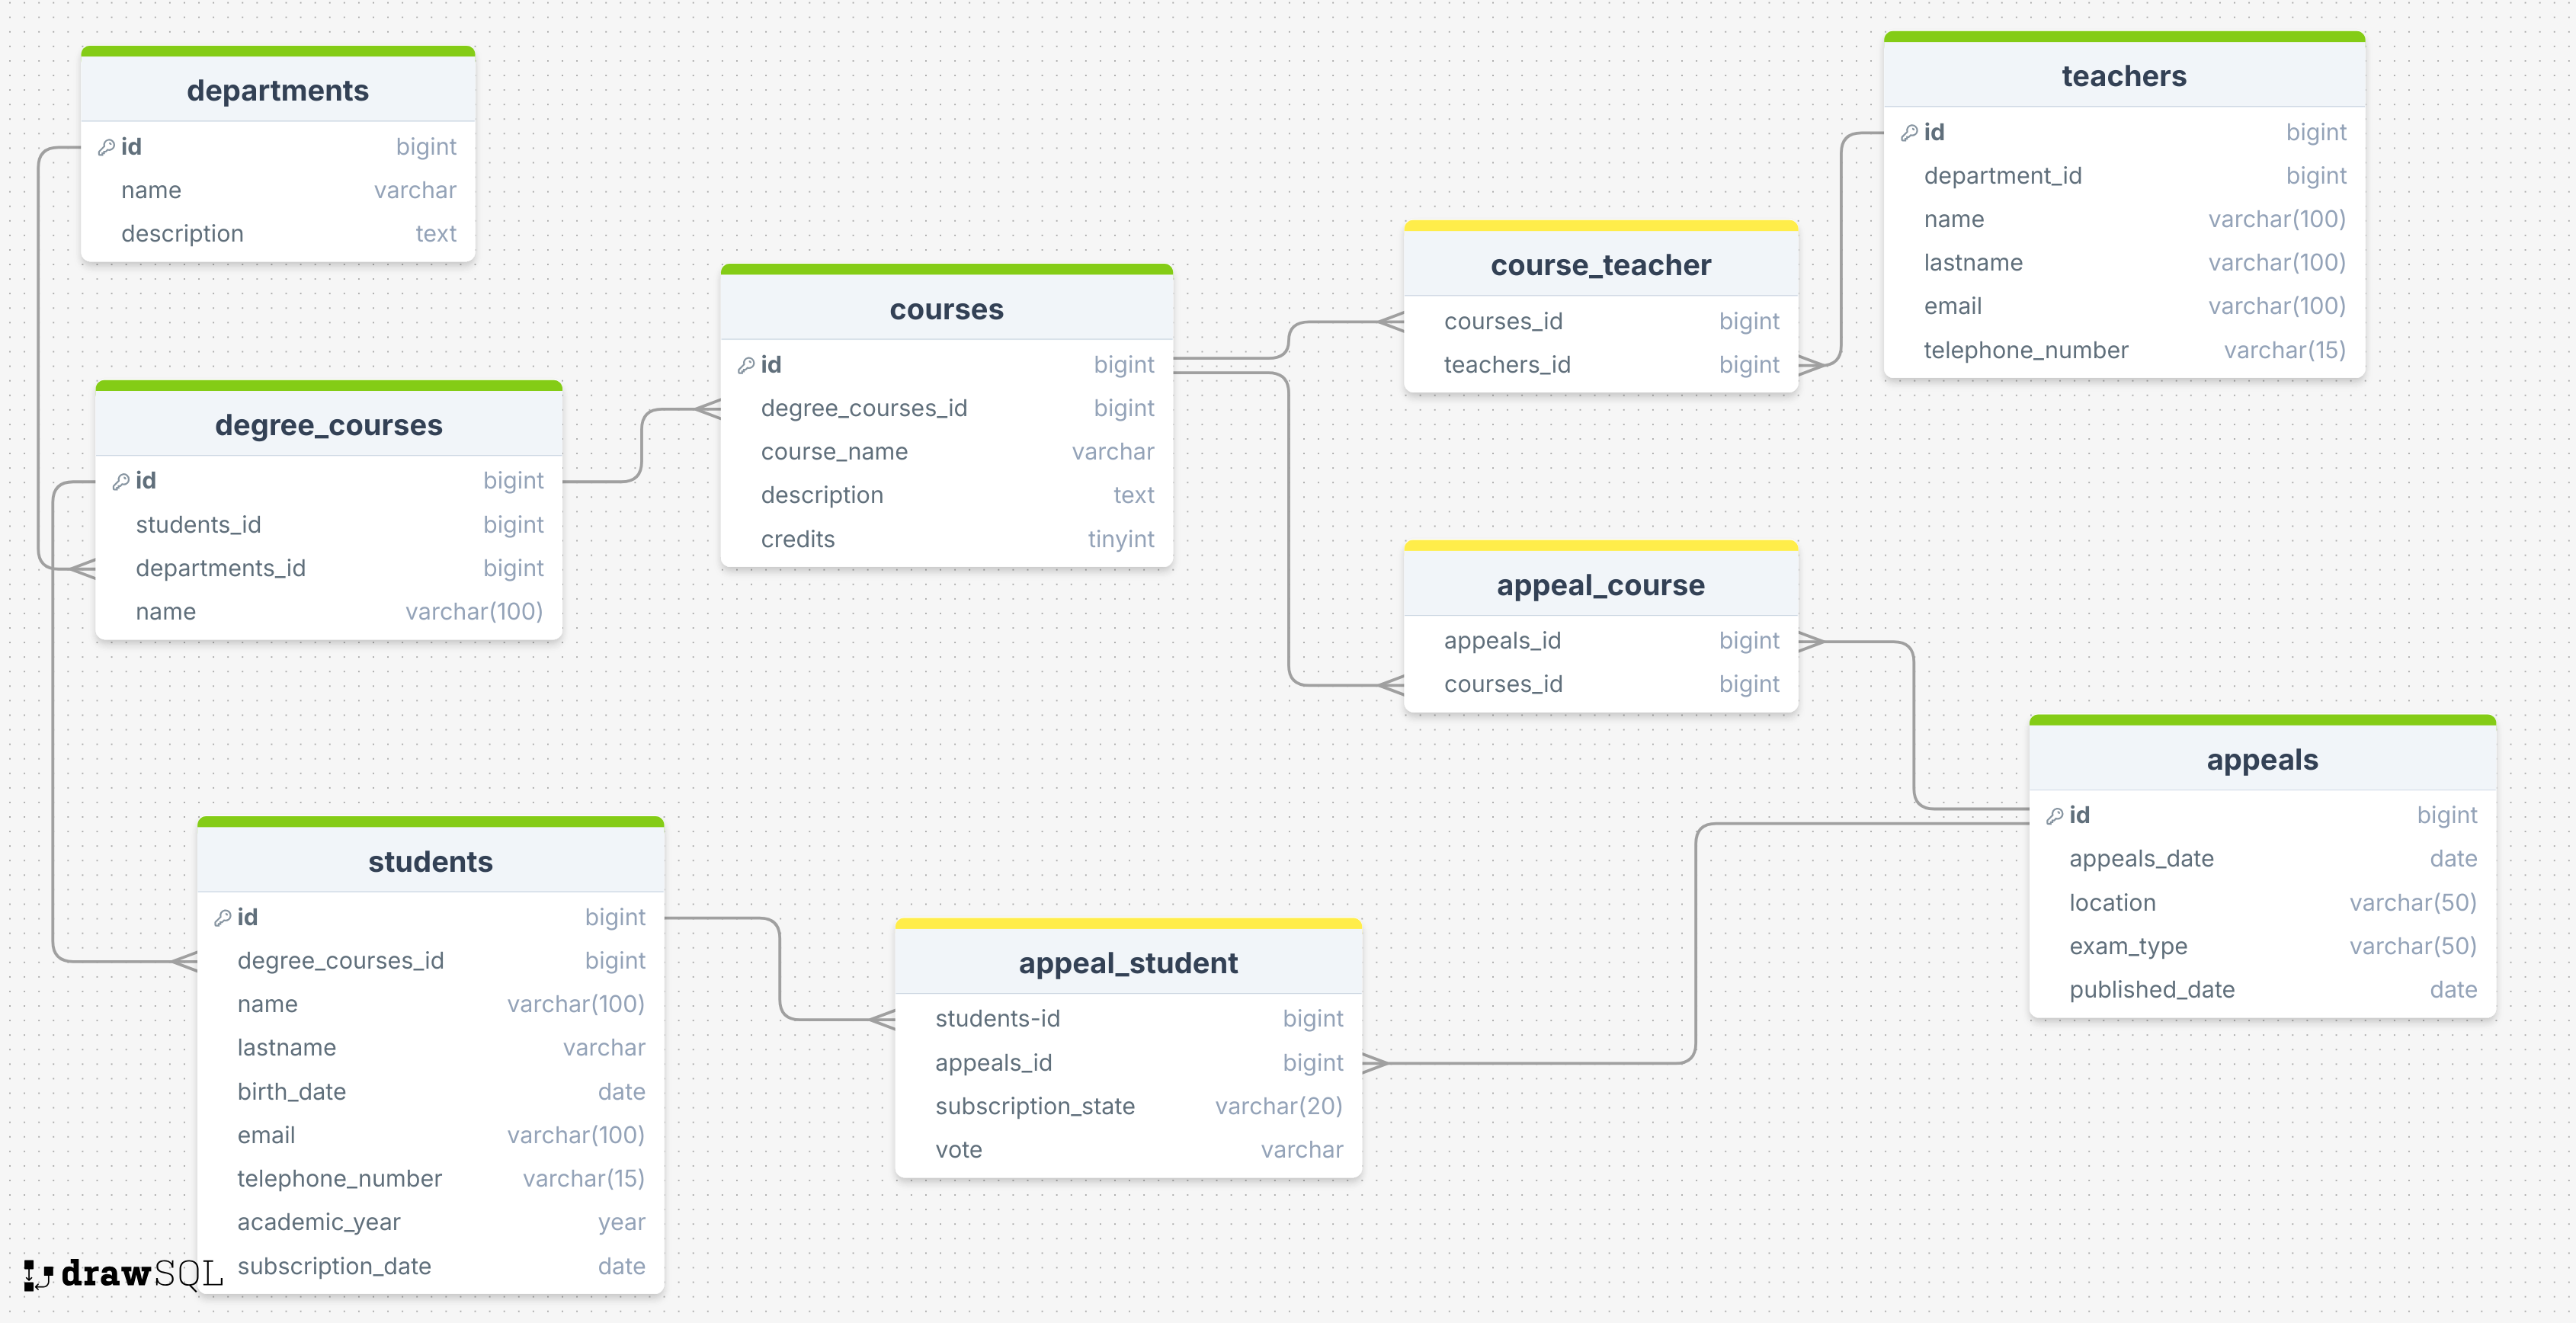 departments
id bigint
name varchar
description text
degree_courses
id bigint
students_id bigint
departments_id bigint
name varchar(100)
courses
id bigint
degree_courses_id bigint
course_name varchar
description text
credits tinyint
course_teacher
courses_id bigint
teachers_id bigint
teachers
id bigint
department_id bigint
name varchar(100)
lastname varchar(100)
email varchar(100)
telephone_number varchar(15)
appeal_course
appeals_id bigint
courses_id bigint
appeals
id bigint
appeals_date date
location varchar(50)
exam_type varchar(50)
published_date date
students
id bigint
degree_courses_id bigint
name varchar(100)
lastname varchar
birth_date date
email varchar(100)
telephone_number varchar(15)
academic_year year
subscription_date date
appeal_student
students-id bigint
appeals_id bigint
subscription_state varchar(20)
vote varchar
drawSQL